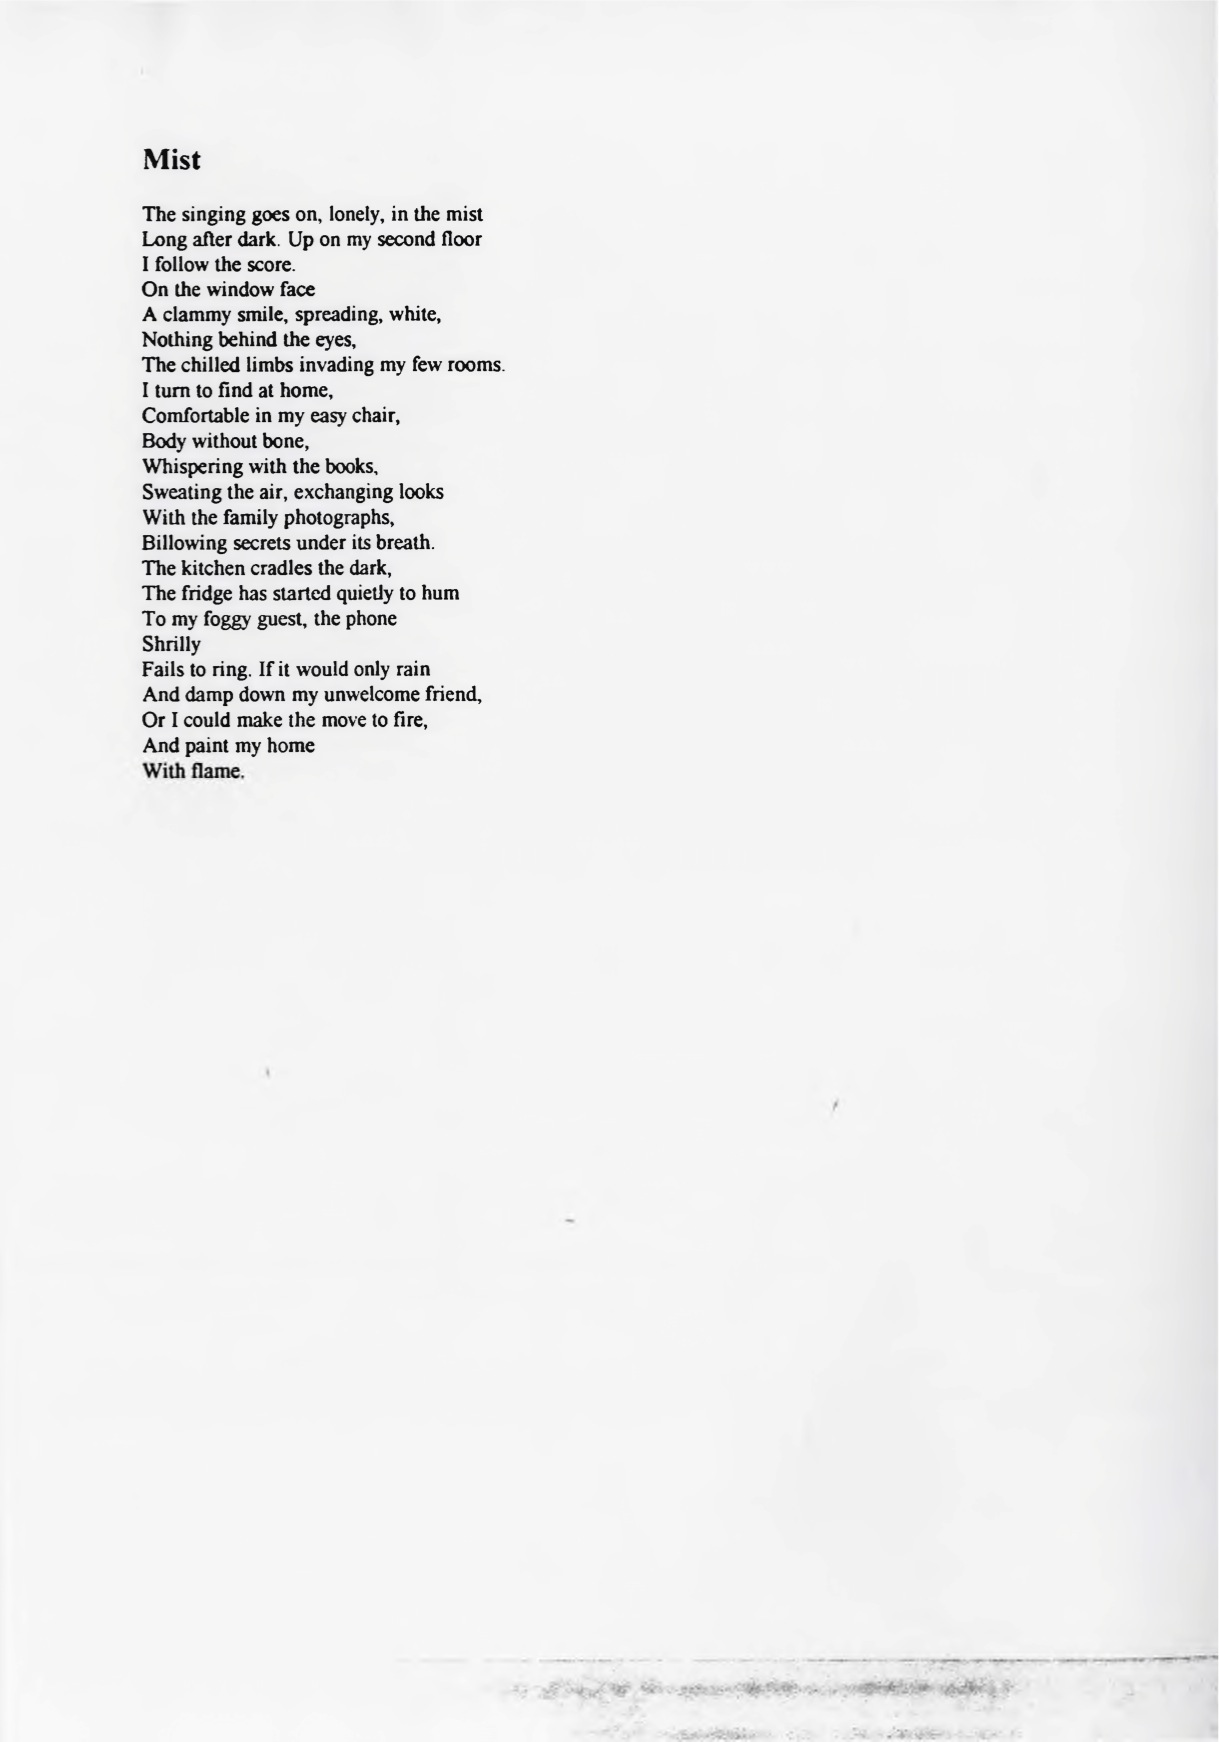 Mist
The singing goes on, lonely, in the mist
Long after dark. Up on my second floor
I follow the score.
On the window face
A clammy smile, spreading, white,
Nothing behind the eyes,
The chilled limbs invading my few rooms.
I turn to find at home,
Comfortable in my easy chair,
Body without bone,
Whispering with the books,
Sweating the air, exchanging looks
With the family photographs,
Billowing secrets under its breath.
The kitchen cradles the dark,
The fridge has started quietly to hum
To my foggy guest, the phone
Shrilly
Fails to ring. If it would only rain
And damp down my unwelcome friend,
Or I could make the move to fire,
And paint my home
With flame.